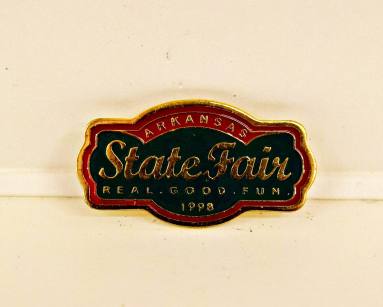 ARKANSAS
State Fair
REAL. GOOD. FUN.
1998